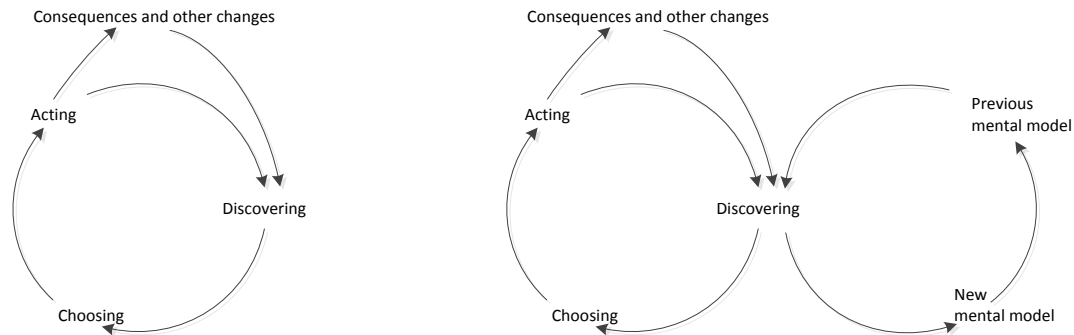 Consequences and other changes
Acting
Discovering
Choosing
Consequences and other changes
Acting
Previous
mental model
Discovering
Choosing
New
mental model